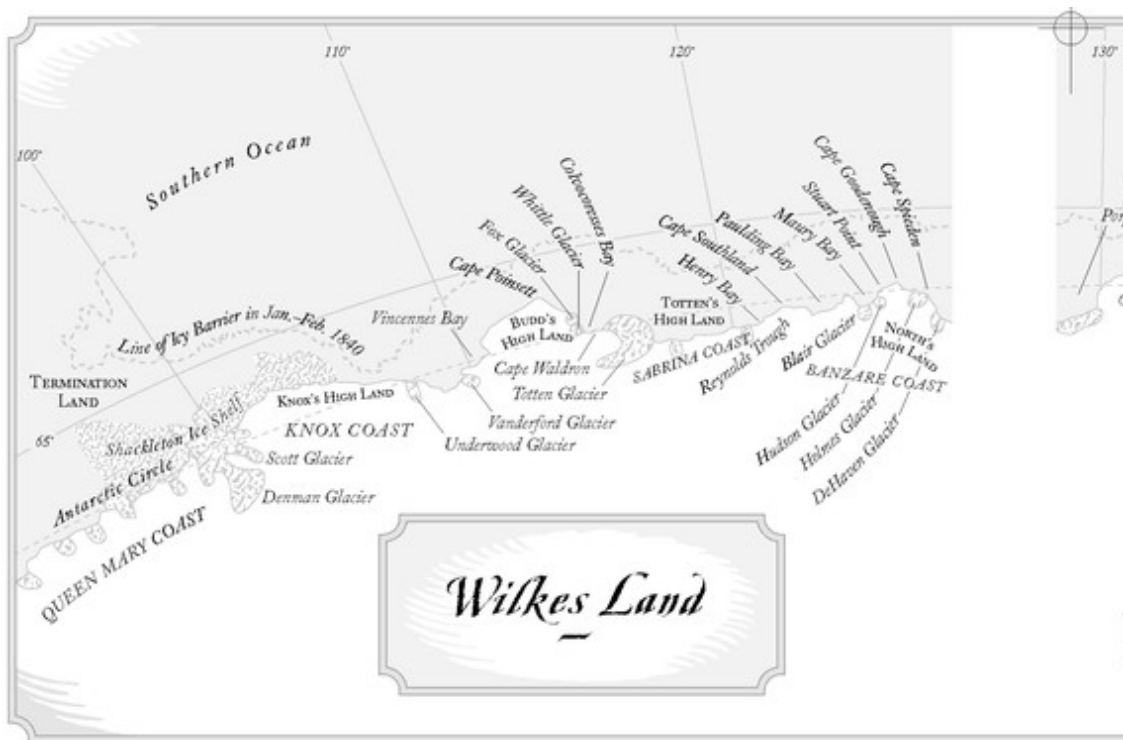 110°
120°
130°
100°
Southern Ocean
Colvocoresses Bay
Whittle Glacier
Fox Glacier
Cape Poinsett
Cape Goodenough
Cape Spieden
Stuart Point
Maury Bay
Paulding Bay
Cape Southland
Henry Bay
Line of Icy Barrier in Jan.–Feb. 1840
Vincennes Bay
BUDD'S
HIGH LAND
TOTTEN'S
HIGH LAND
NORTH'S
HIGH LAND
TERMINATION
LAND
KNOX'S HIGH LAND
Cape Waldron
Totten Glacier
SABRINA COAST
Reynolds Trough
Blair Glacier
BANZARE COAST
65°
Shackleton Ice Shelf
KNOX COAST
Vanderford Glacier
Underwood Glacier
Scott Glacier
Denman Glacier
Antarctic Circle
QUEEN MARY COAST
Hudson Glacier
Holmes Glacier
DeHaven Glacier
Wilkes Land